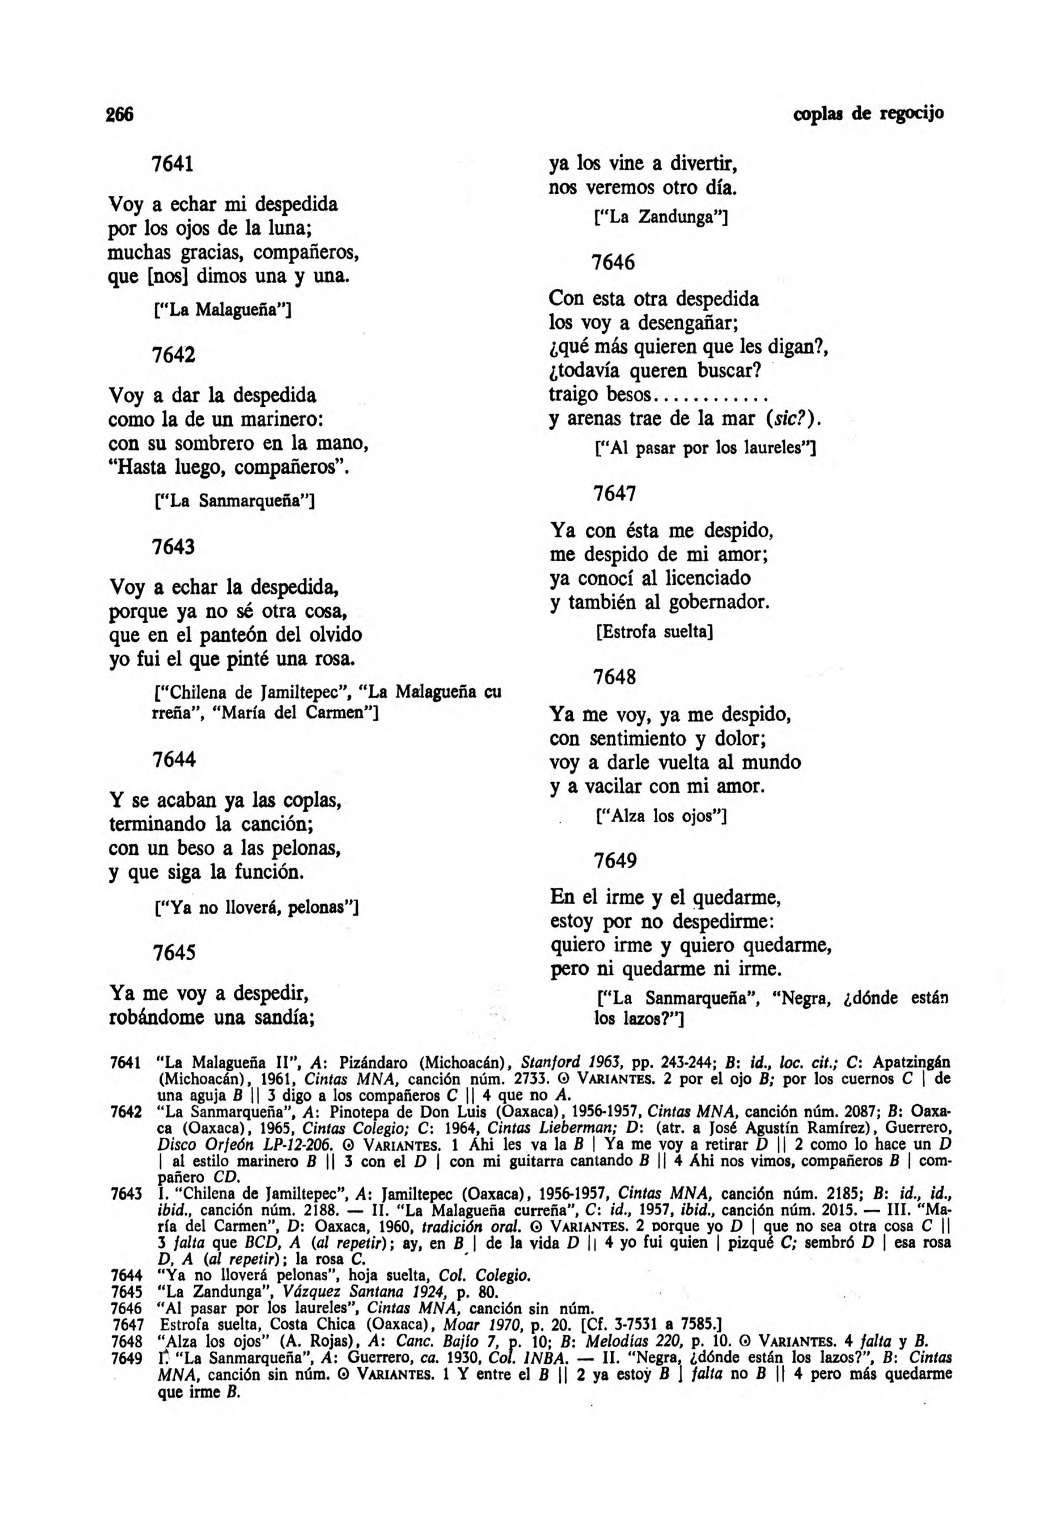 266
coplas de regocijo
7641
Voy a echar mi despedida
por los ojos de la luna;
muchas gracias, compañeros,
que [nos] dimos una y una.
["La Malagueña"]
7642
Voy a dar la despedida
como la de un marinero:
con su sombrero en la mano,
"Hasta luego, compañeros".
["La Sanmarqueña"]
7643
Voy a echar la despedida,
porque ya no sé otra cosa,
que en el panteón del olvido
yo fui el que pinté una rosa.
["Chilena de Jamiltepec", "La Malagueña cu
rreña", "María del Carmen"]
7644
Y se acaban ya las coplas,
terminando la canción;
con un beso a las pelonas,
y que siga la función.
["Ya no lloverá, pelonas"]
7645
Ya me voy a despedir,
robándome una sandía;
ya los vine a divertir,
nos veremos otro día.
["La Zandunga"]
7646
Con esta otra despedida
los voy a desengañar;
¿qué más quieren que les digan?,
¿todavía queren buscar?
traigo besos............
y arenas trae de la mar (sic?).
["Al pasar por los laureles"]
7647
Ya con ésta me despido,
me despido de mi amor;
ya conocí al licenciado
y también al gobernador.
[Estrofa suelta]
7648
Ya me voy, ya me despido,
con sentimiento y dolor;
voy a darle vuelta al mundo
y a vacilar con mi amor.
["Alza los ojos"]
7649
En el irme y el quedarme,
estoy por no despedirme:
quiero irme y quiero quedarme,
pero ni quedarme ni irme.
["La Sanmarqueña", "Negra, ¿dónde están
los lazos?"]
7641 "La Malagueña II", A: Pizándaro (Michoacán), Stanford 1963, pp. 243-244; B: id., loc. cit.; C: Apatzingán
(Michoacán), 1961, Cintas MNA, canción núm. 2733. ⊙ VARIANTES. 2 por el ojo B; por los cuernos C | de
una aguja B || 3 digo a los compañeros C || 4 que no A.
7642 "La Sanmarqueña", A: Pinotepa de Don Luis (Oaxaca), 1956-1957, Cintas MNA, canción núm. 2087; B: Oaxa-
ca (Oaxaca), 1965, Cintas Colegio; C: 1964, Cintas Lieberman; D: (atr. a José Agustín Ramírez), Guerrero,
Disco Orfeón LP-12-206. ⊙ VARIANTES. 1 Áhi les va la B | Ya me voy a retirar D || 2 como lo hace un D
| al estilo marinero B || 3 con el D | con mi guitarra cantando B || 4 Áhi nos vimos, compañeros B | com-
pañero CD.
7643 I. "Chilena de Jamiltepec", A: Jamiltepec (Oaxaca), 1956-1957, Cintas MNA, canción núm. 2185; B: id., id.,
ibid., canción núm. 2188. — II. "La Malagueña curreña", C: id., 1957, ibid., canción núm. 2015. — III. "Ma-
ría del Carmen", D: Oaxaca, 1960, tradición oral. ⊙ VARIANTES. 2 porque yo D | que no sea otra cosa C ||
3 falta que BCD, A (al repetir); ay, en B | de la vida D || 4 yo fui quien | pizqué C; sembró D | esa rosa
D, A (al repetir); la rosa C.
7644 "Ya no lloverá pelonas", hoja suelta, Col. Colegio.
7645 "La Zandunga", Vázquez Santana 1924, p. 80.
7646 "Al pasar por los laureles", Cintas MNA, canción sin núm.
7647 Estrofa suelta, Costa Chica (Oaxaca), Moar 1970, p. 20. [Cf. 3-7531 a 7585.]
7648 "Alza los ojos" (A. Rojas), A: Canc. Bajío 7, p. 10; B: Melodías 220, p. 10. ⊙ VARIANTES. 4 falta y B.
7649 I. "La Sanmarqueña", A: Guerrero, ca. 1930, Col. INBA. — II. "Negra, ¿dónde están los lazos?", B: Cintas
MNA, canción sin núm. ⊙ VARIANTES. 1 Y entre el B || 2 ya estoy B | falta no B || 4 pero más quedarme
que irme B.